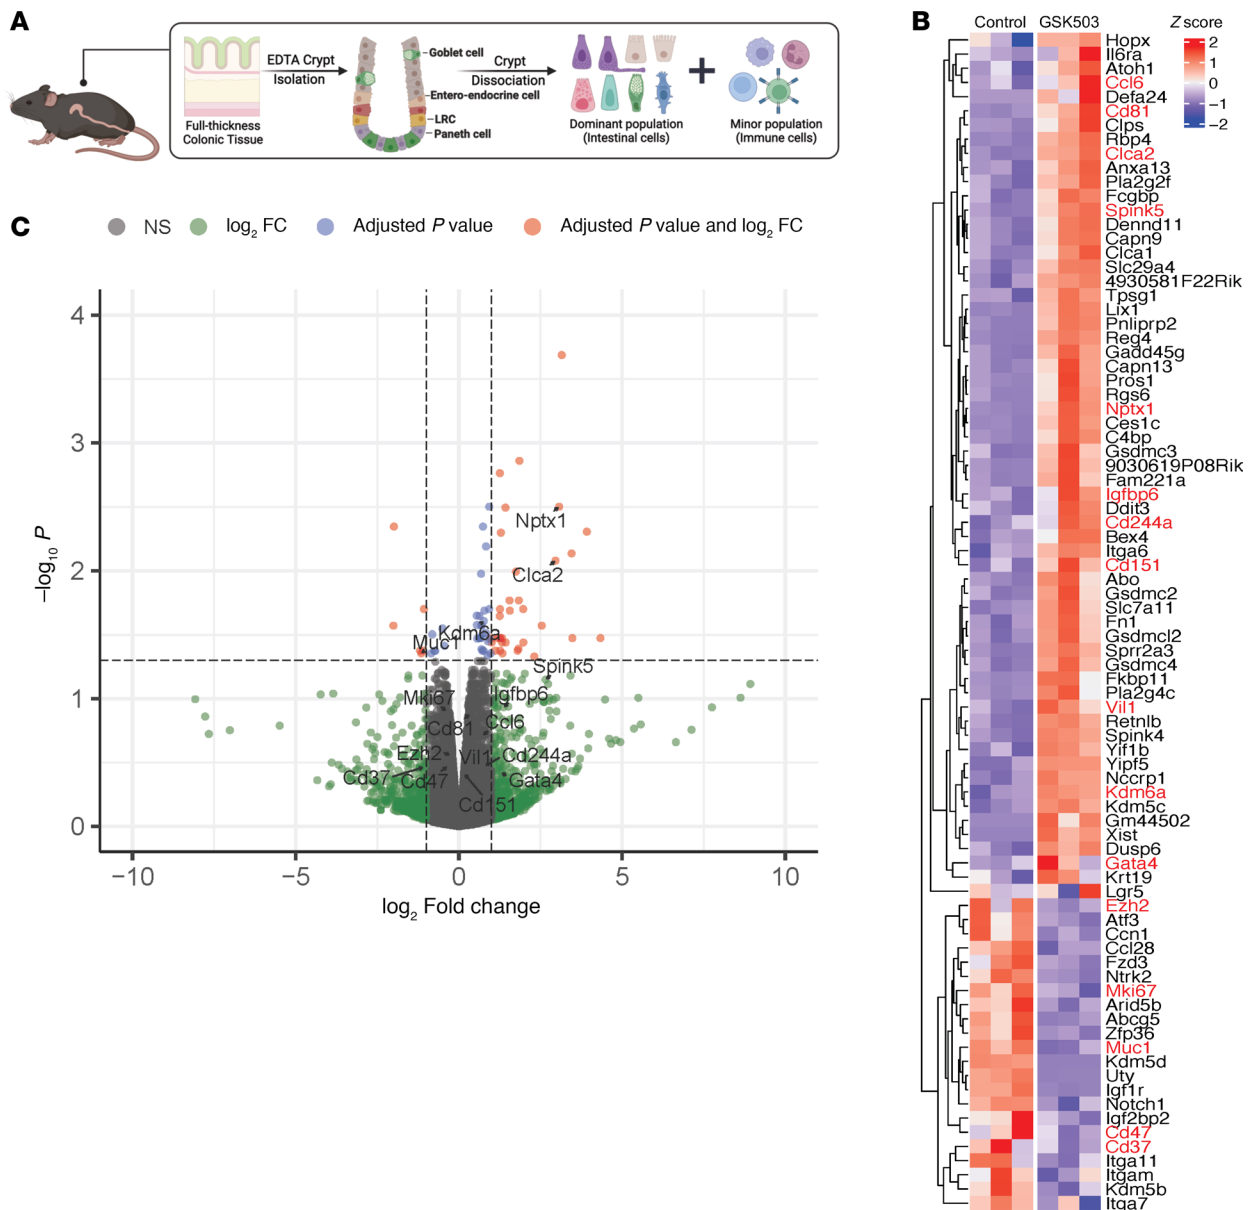 A
EDTA Crypt
Isolation
Full-thickness
Colonic Tissue
Goblet cell
Entero-endocrine cell
LRC
Paneth cell
Crypt
Dissociation
Dominant population
(Intestinal cells)
+
Minor population
(Immune cells)
B
Control GSK503
Z score
2
1
0
−1
−2
Hopx
Il6ra
Atoh1
Ccl6
Defa24
Cd81
Clps
Rbp4
Clca2
Anxa13
Pla2g2f
Fcgbp
Spink5
Dennd11
Capn9
Clca1
Slc29a4
4930581F22Rik
Tpsg1
Lix1
Pnliprp2
Reg4
Gadd45g
Capn13
Pros1
Rgs6
Nptx1
Ces1c
C4bp
Gsdmc3
9030619P08Rik
Fam221a
Igfbp6
Ddit3
Cd244a
Bex4
Itga6
Cd151
Abo
Gsdmc2
Slc7a11
Fn1
Gsdmcl2
Sprr2a3
Gsdmc4
Fkbp11
Pla2g4c
Vil1
Retnlb
Spink4
Yif1b
Yipf5
Nccrp1
Kdm6a
Kdm5c
Gm44502
Xist
Dusp6
Gata4
Krt19
Lgr5
Ezh2
Atf3
Ccn1
Ccl28
Fzd3
Ntrk2
Mki67
Arid5b
Abcg5
Zfp36
Muc1
Kdm5d
Uty
Igf1r
Notch1
Igf2bp2
Cd47
Cd37
Itga11
Itgam
Kdm5b
Itga7
C
NS log2 FC Adjusted P value Adjusted P value and log2 FC
−log10 P
4
3
2
1
0
Nptx1
Clca2
Kdm6a
Muc1
Spink5
Mki67
Igfbp6
Cd81
Ccl6
Ezh2
Vil1
Cd244a
Cd37
Cd47
Gata4
Cd151
−10 −5 0 5 10
log2 Fold change